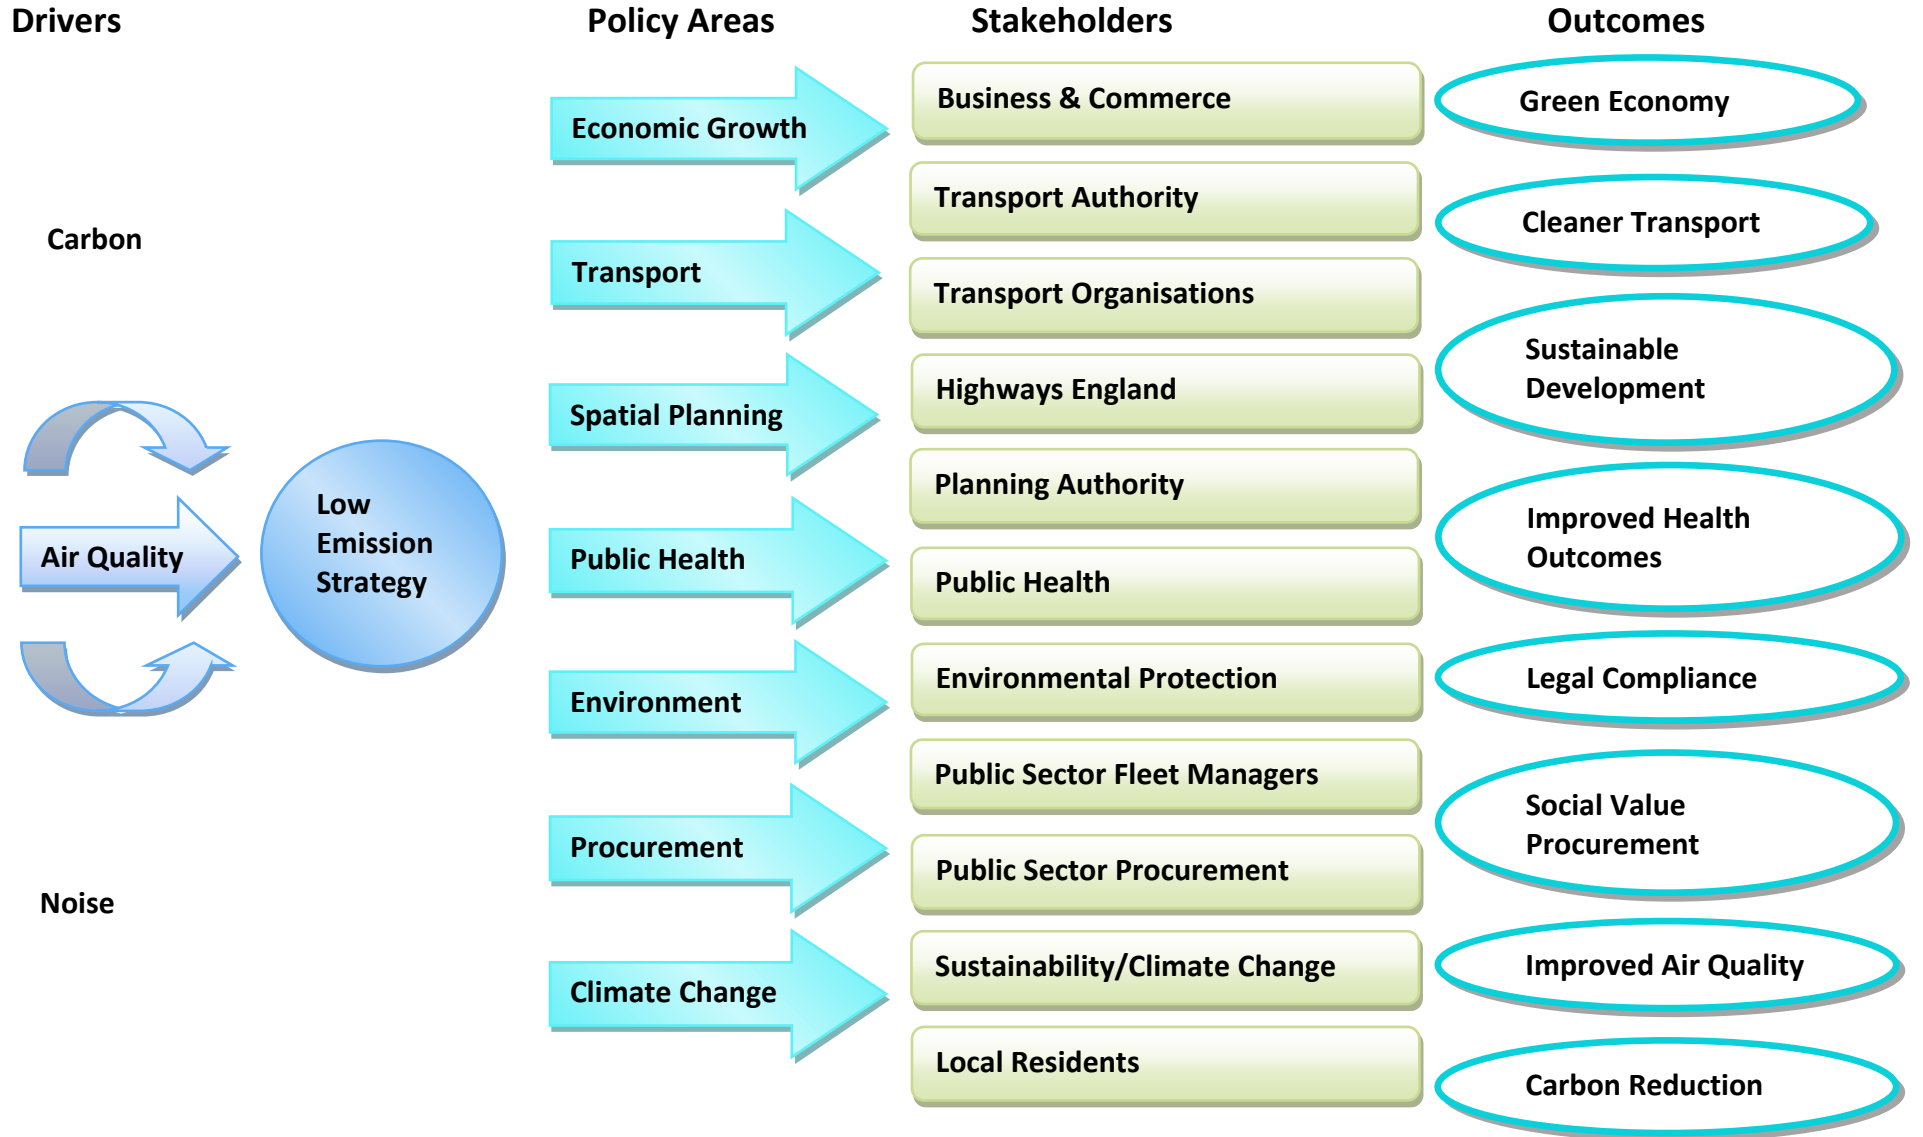 Drivers
Policy Areas
Stakeholders
Outcomes
Carbon
Air Quality
Noise
Low
Emission
Strategy
Economic Growth
Transport
Spatial Planning
Public Health
Environment
Procurement
Climate Change
Business & Commerce
Transport Authority
Transport Organisations
Highways England
Planning Authority
Public Health
Environmental Protection
Public Sector Fleet Managers
Public Sector Procurement
Sustainability/Climate Change
Local Residents
Green Economy
Cleaner Transport
Sustainable
Development
Improved Health
Outcomes
Legal Compliance
Social Value
Procurement
Improved Air Quality
Carbon Reduction